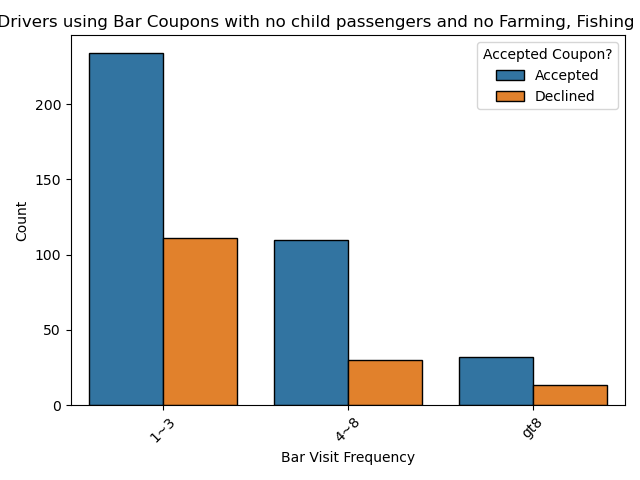 Drivers using Bar Coupons with no child passengers and no Farming, Fishing
Accepted Coupon?
Accepted
Declined
200
150
100
50
0
Count
1~3
4~8
gt8
Bar Visit Frequency